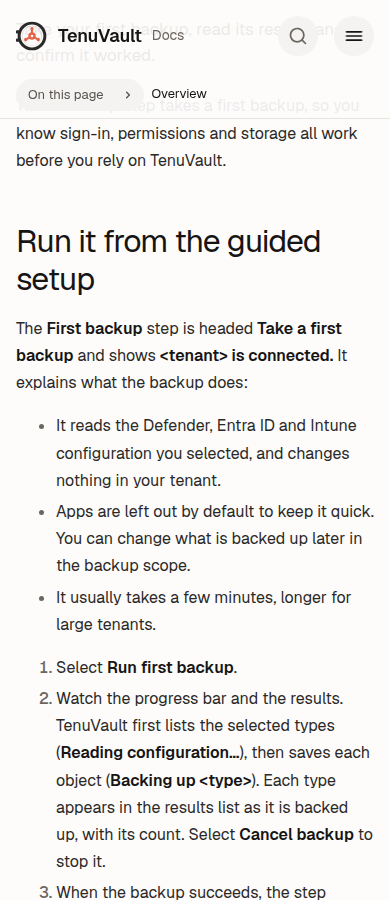 TenuVault Docs
confirm it worked.
On this page
Overview
know sign-in, permissions and storage all work
before you rely on TenuVault.
Run it from the guided
setup
The First backup step is headed Take a first
backup and shows <tenant> is connected. It
explains what the backup does:
• It reads the Defender, Entra ID and Intune
configuration you selected, and changes
nothing in your tenant.
• Apps are left out by default to keep it quick.
You can change what is backed up later in
the backup scope.
• It usually takes a few minutes, longer for
large tenants.
1. Select Run first backup.
2. Watch the progress bar and the results.
TenuVault first lists the selected types
(Reading configuration…), then saves each
object (Backing up <type>). Each type
appears in the results list as it is backed
up, with its count. Select Cancel backup to
stop it.
3. When the backup succeeds, the step